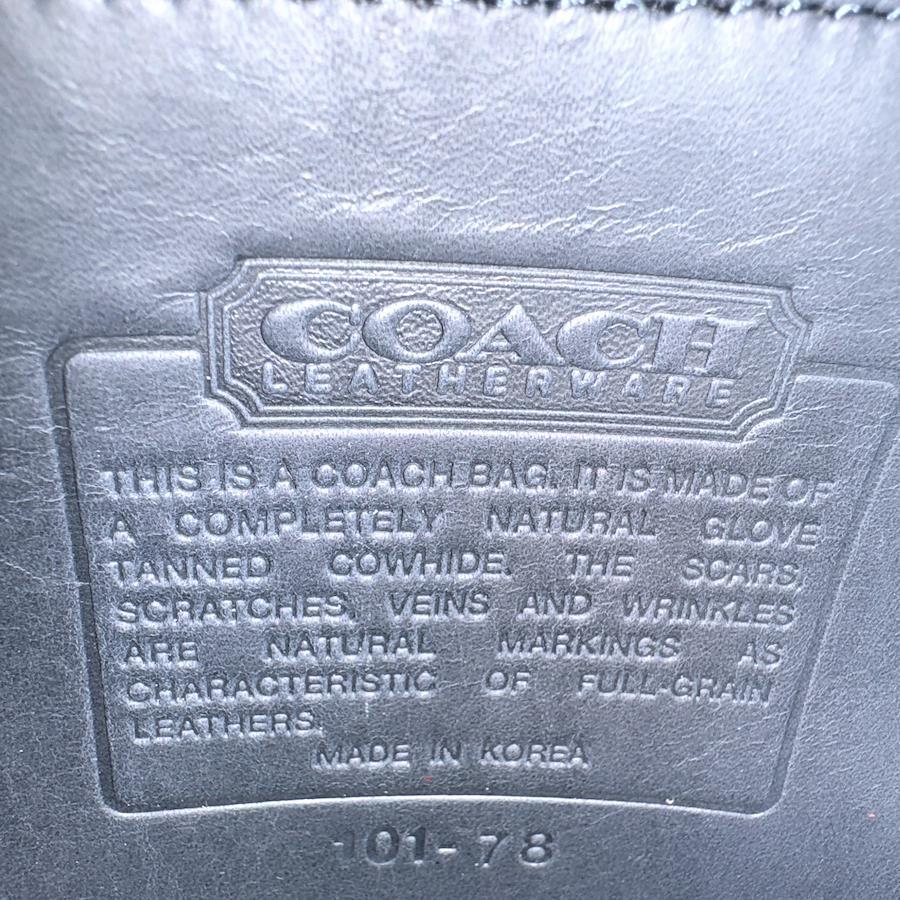 COACH
LEATHERWARE
THIS IS A COACH BAG. IT IS MADE OF
A COMPLETELY NATURAL GLOVE
TANNED COWHIDE. THE SCARS,
SCRATCHES, VEINS AND WRINKLES
ARE NATURAL MARKINGS AS
CHARACTERISTIC OF FULL-GRAIN
LEATHERS.
MADE IN KOREA
101-78